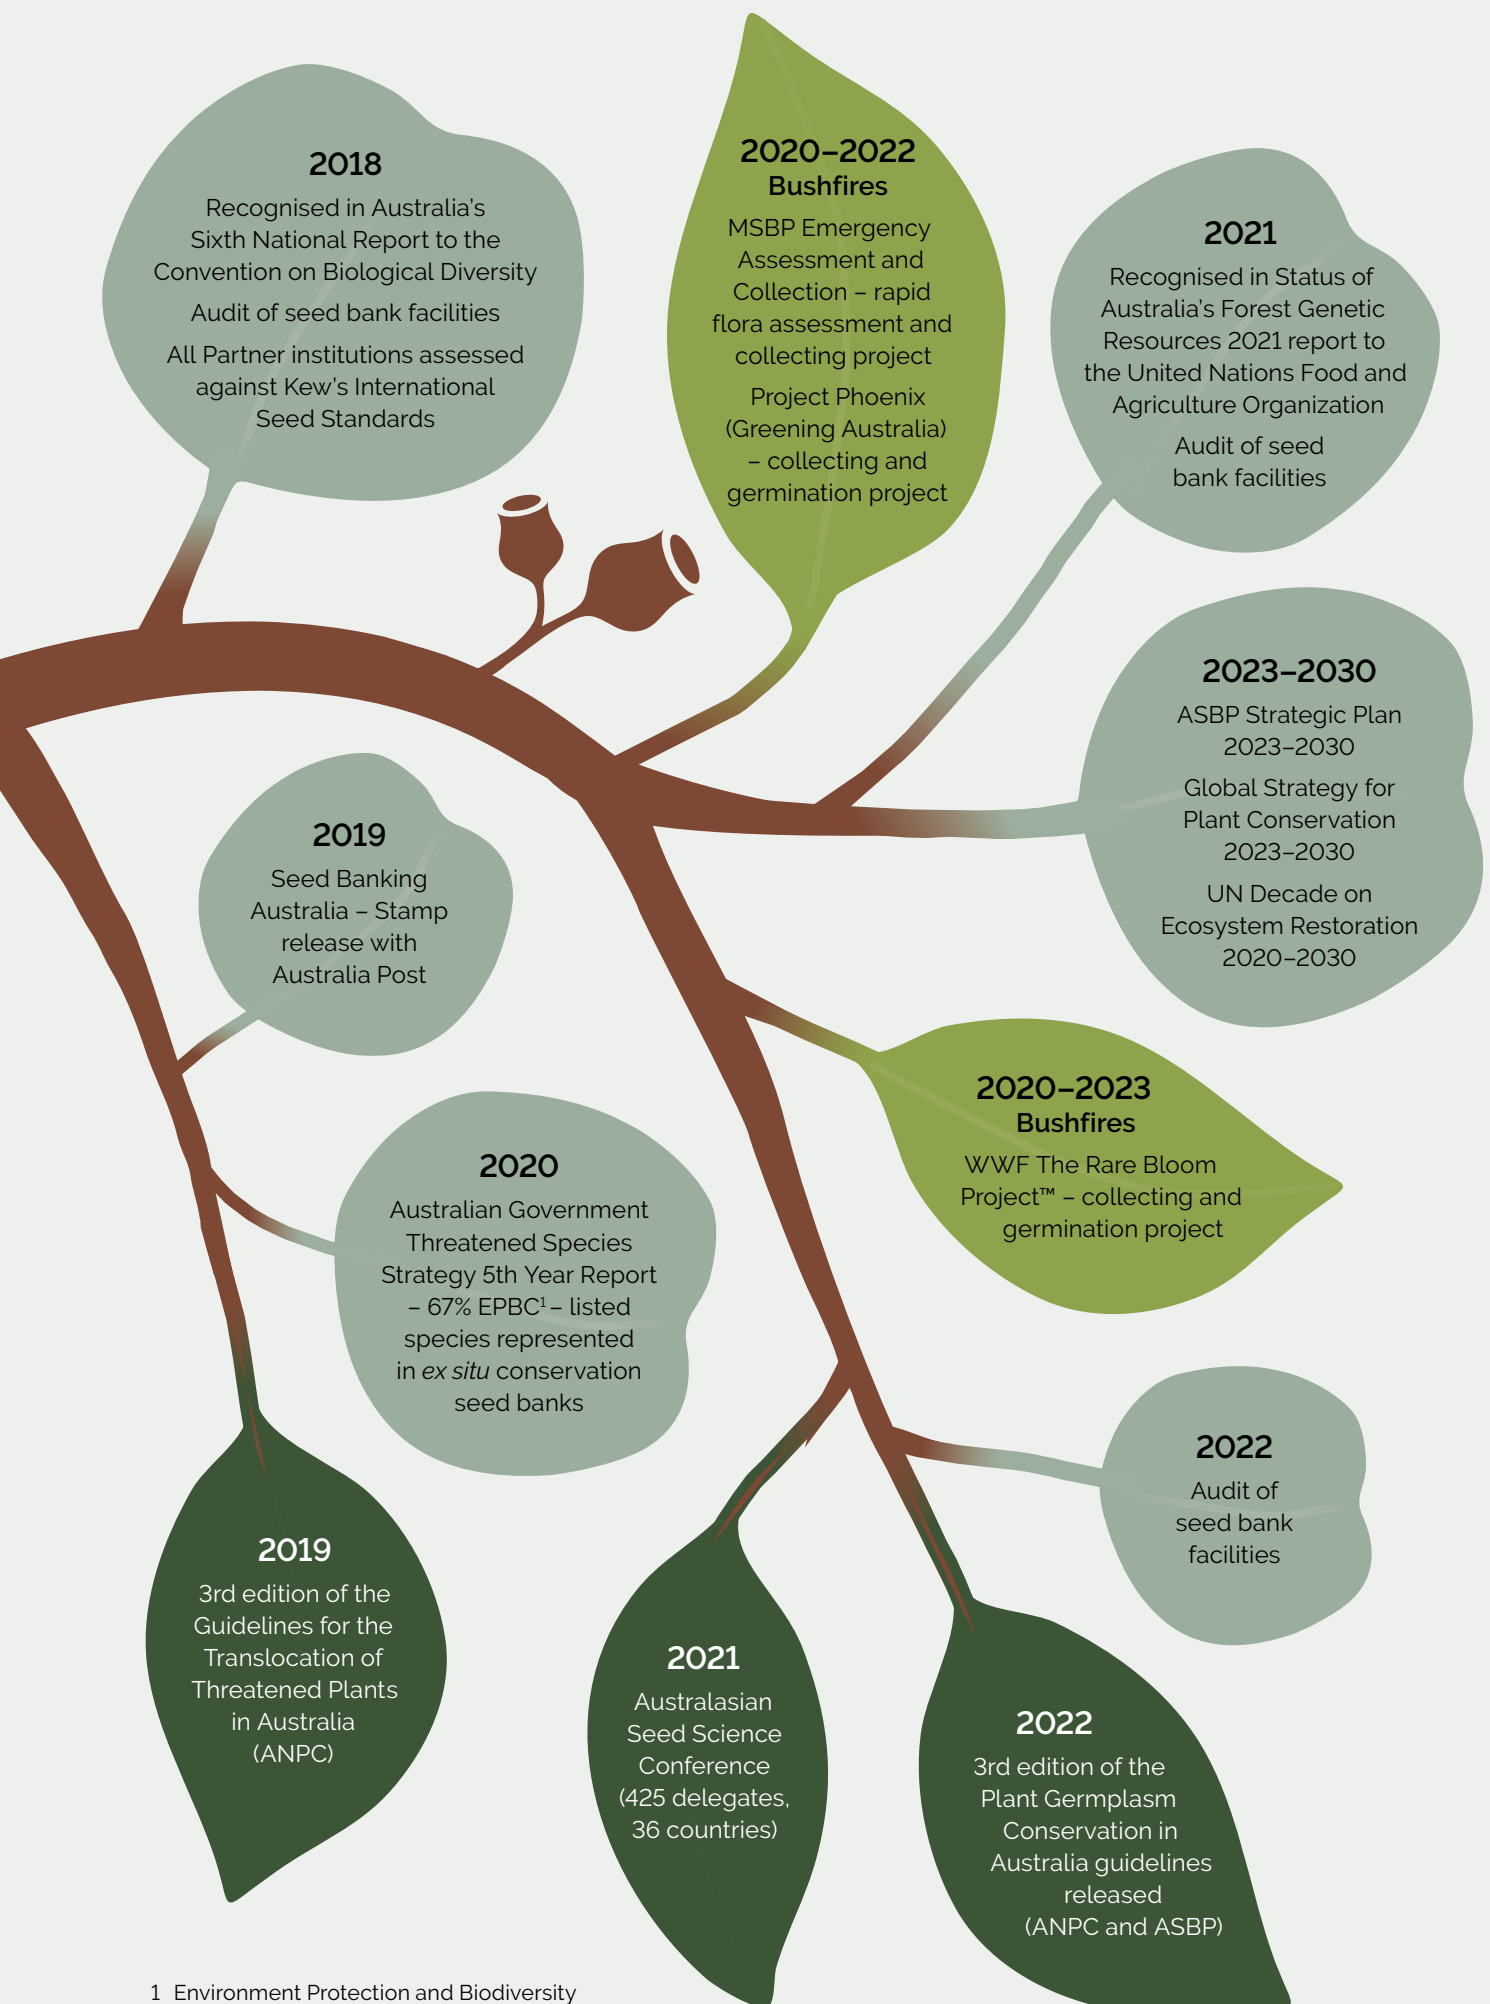 2018
Recognised in Australia's
Sixth National Report to the
Convention on Biological Diversity
Audit of seed bank facilities
All Partner institutions assessed
against Kew's International
Seed Standards
2020–2022
Bushfires
MSBP Emergency
Assessment and
Collection – rapid
flora assessment and
collecting project
Project Phoenix
(Greening Australia)
– collecting and
germination project
2021
Recognised in Status of
Australia's Forest Genetic
Resources 2021 report to
the United Nations Food and
Agriculture Organization
Audit of seed
bank facilities
2023–2030
ASBP Strategic Plan
2023–2030
Global Strategy for
Plant Conservation
2023–2030
UN Decade on
Ecosystem Restoration
2020–2030
2019
Seed Banking
Australia – Stamp
release with
Australia Post
2020–2023
Bushfires
WWF The Rare Bloom
Project™ – collecting and
germination project
2020
Australian Government
Threatened Species
Strategy 5th Year Report
– 67% EPBC¹ – listed
species represented
in ex situ conservation
seed banks
2022
Audit of
seed bank
facilities
2019
3rd edition of the
Guidelines for the
Translocation of
Threatened Plants
in Australia
(ANPC)
2021
Australasian
Seed Science
Conference
(425 delegates,
36 countries)
2022
3rd edition of the
Plant Germplasm
Conservation in
Australia guidelines
released
(ANPC and ASBP)
1 Environment Protection and Biodiversity